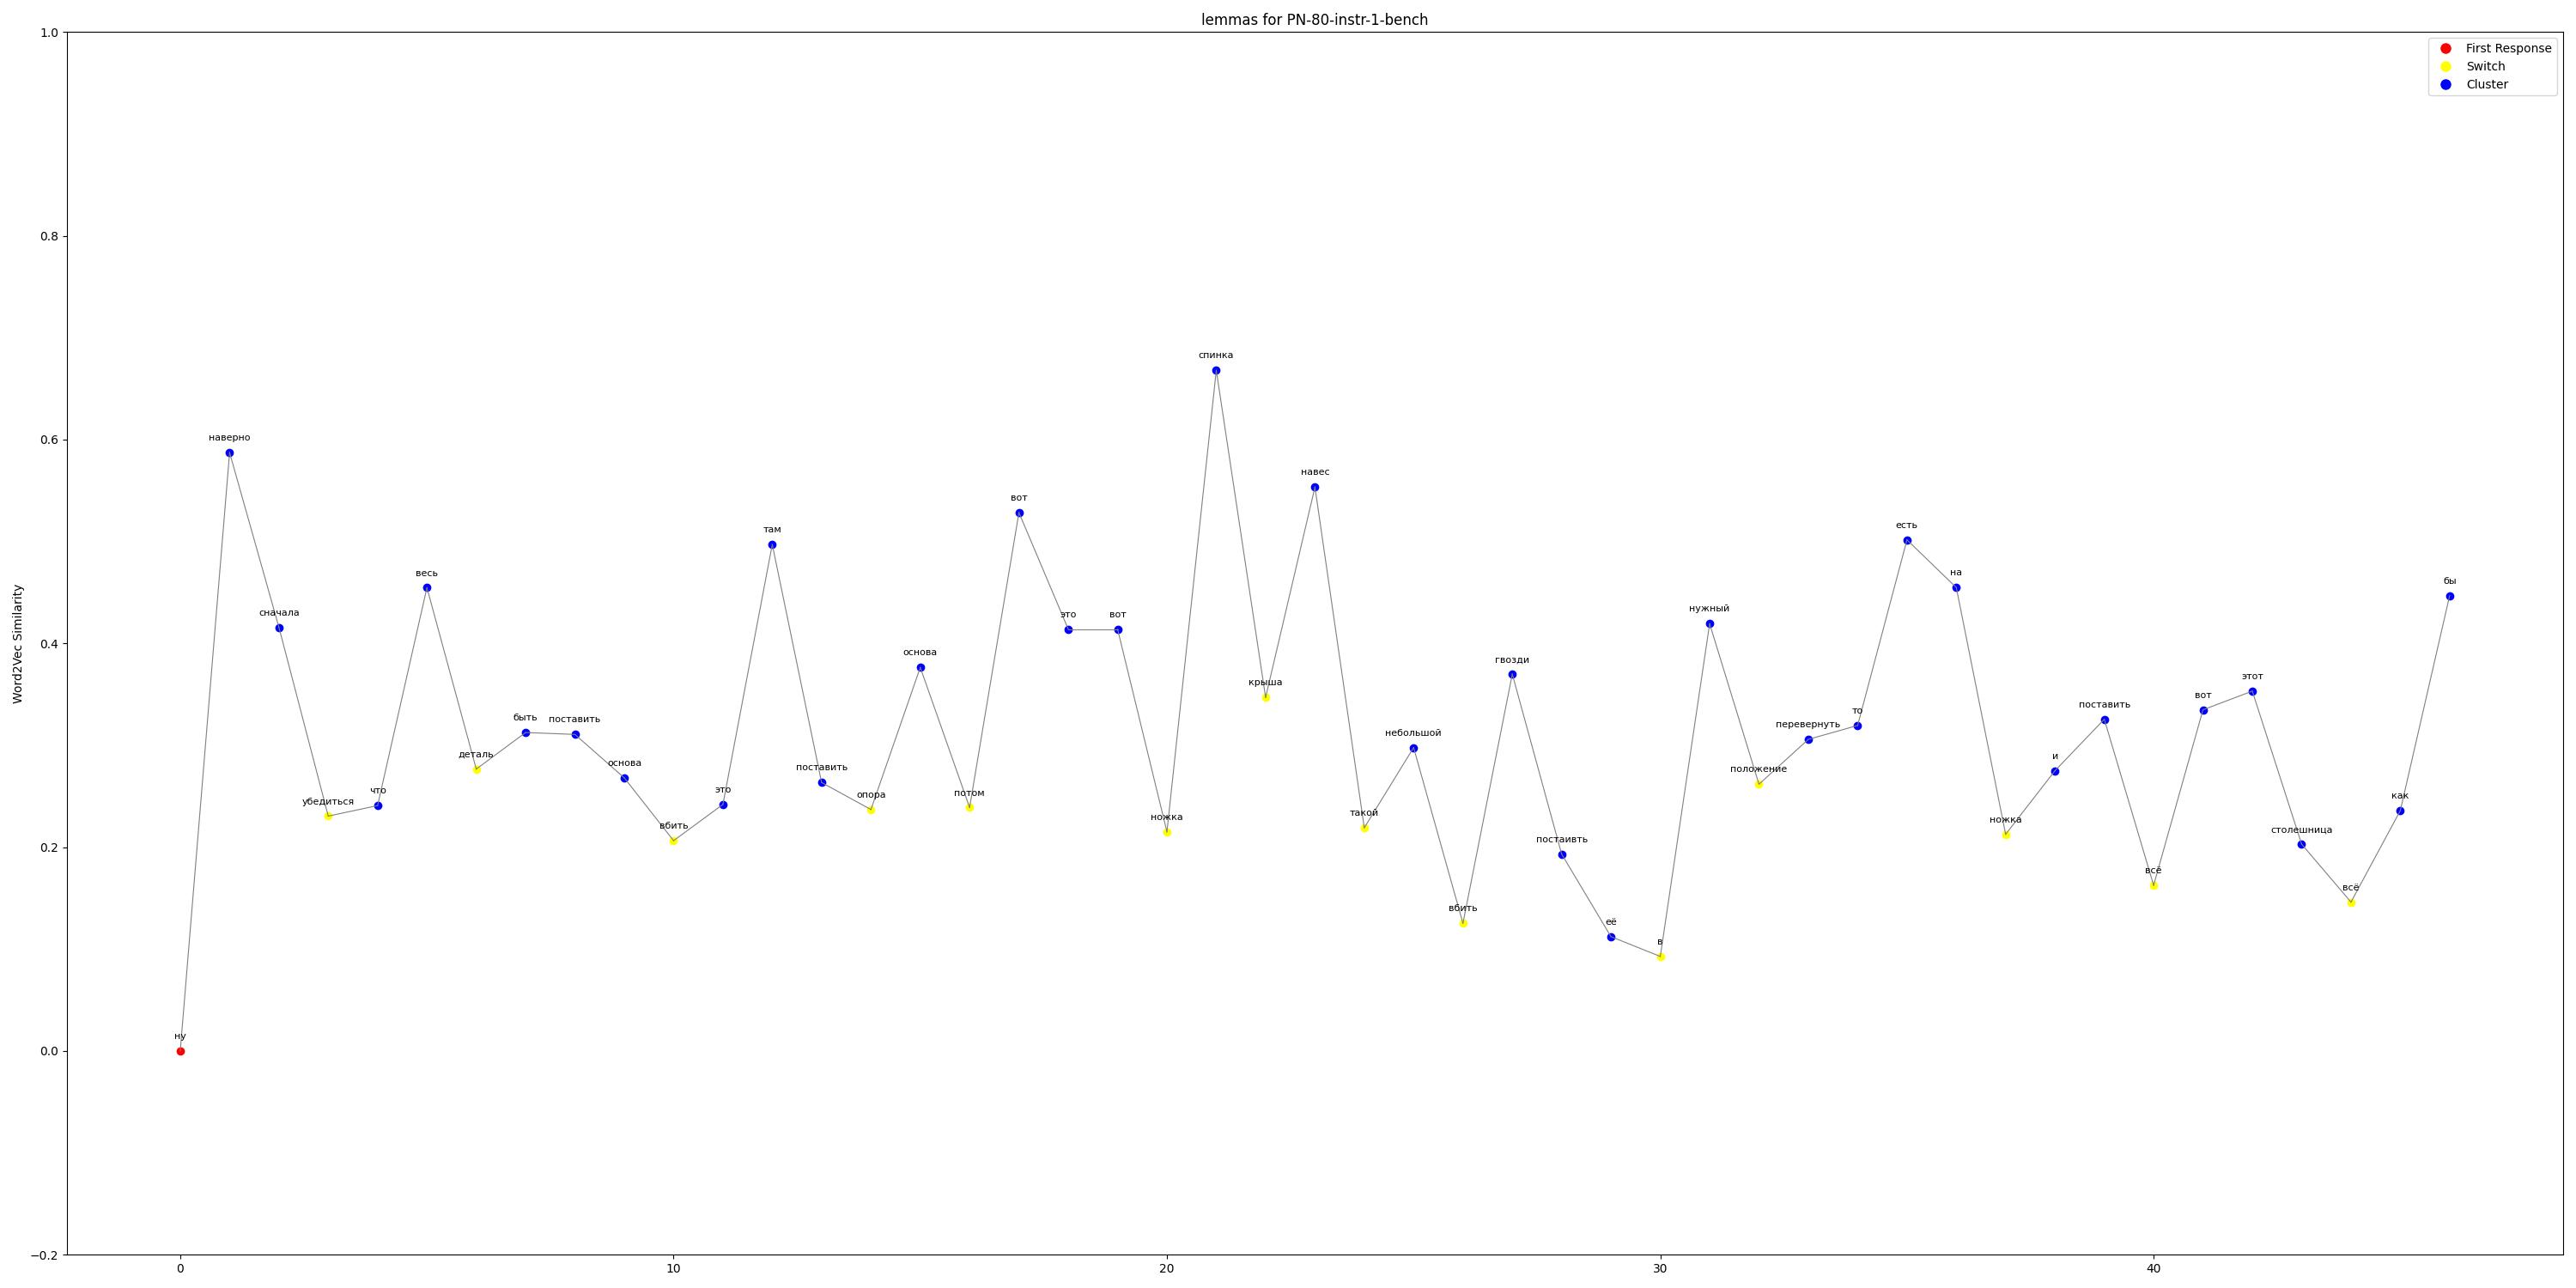 lemmas for PN-80-instr-1-bench
1.0
0.8
0.6
0.4
0.2
0.0
−0.2
Word2Vec Similarity
First Response
Switch
Cluster
ну
наверно
сначала
убедиться
что
весь
деталь
быть
поставить
основа
вбить
это
там
поставить
опора
основа
потом
вот
это
вот
ножка
спинка
крыша
навес
такой
небольшой
вбить
гвозди
постаивть
её
в
нужный
положение
перевернуть
то
есть
на
ножка
и
поставить
всё
вот
этот
столешница
всё
как
бы
0
10
20
30
40